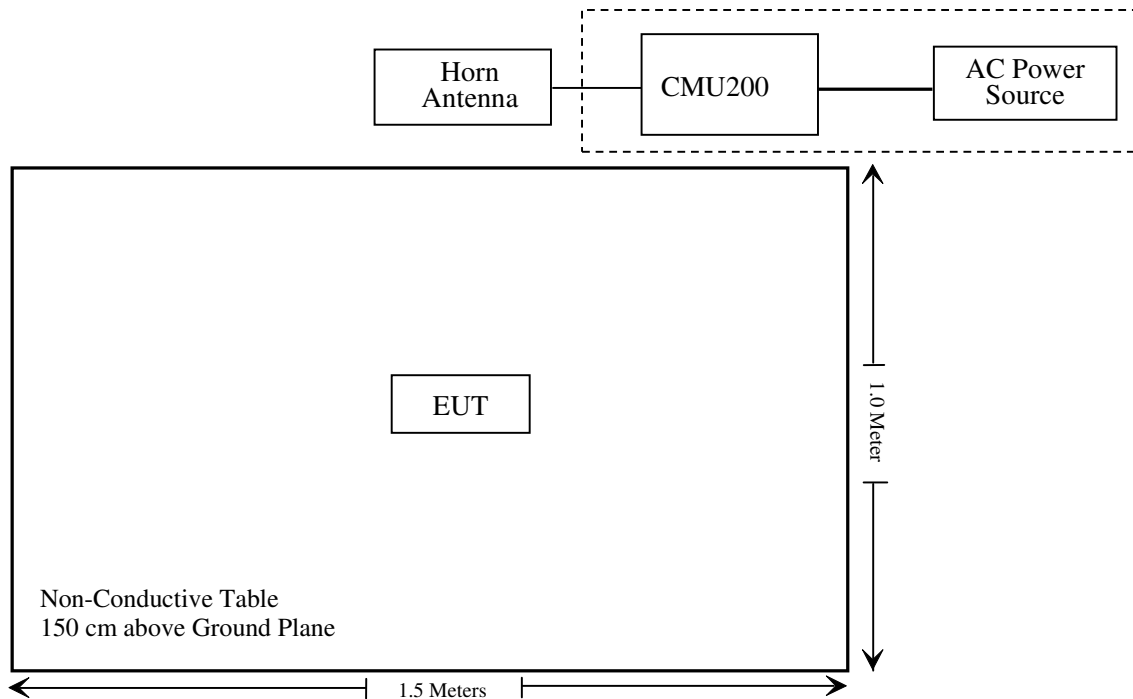 Horn
Antenna
CMU200
AC Power
Source
EUT
1.0 Meter
Non-Conductive Table
150 cm above Ground Plane
1.5 Meters